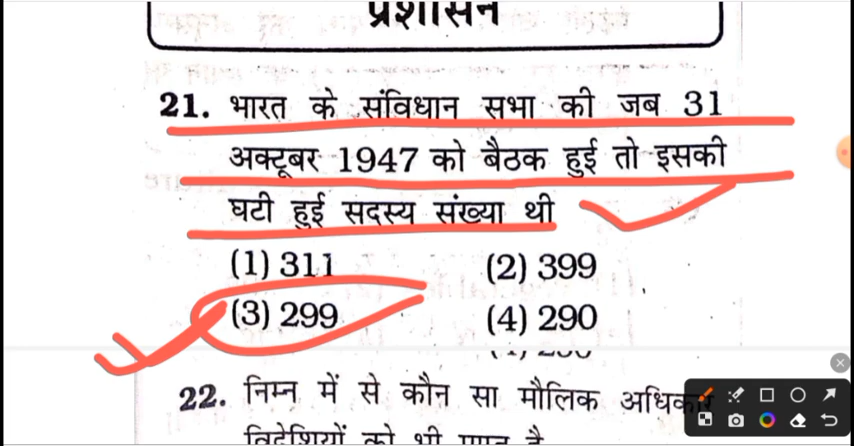 प्रशासन
21. भारत के संविधान सभा की जब 31
अक्टूबर 1947 को बैठक हुई तो इसकी
घटी हुई सदस्य संख्या थी
(1) 311 (2) 399
(3) 299 (4) 290
22. निम्न में से कौन सा मौलिक अधिकार
विदेशियों को भी प्राप्त है